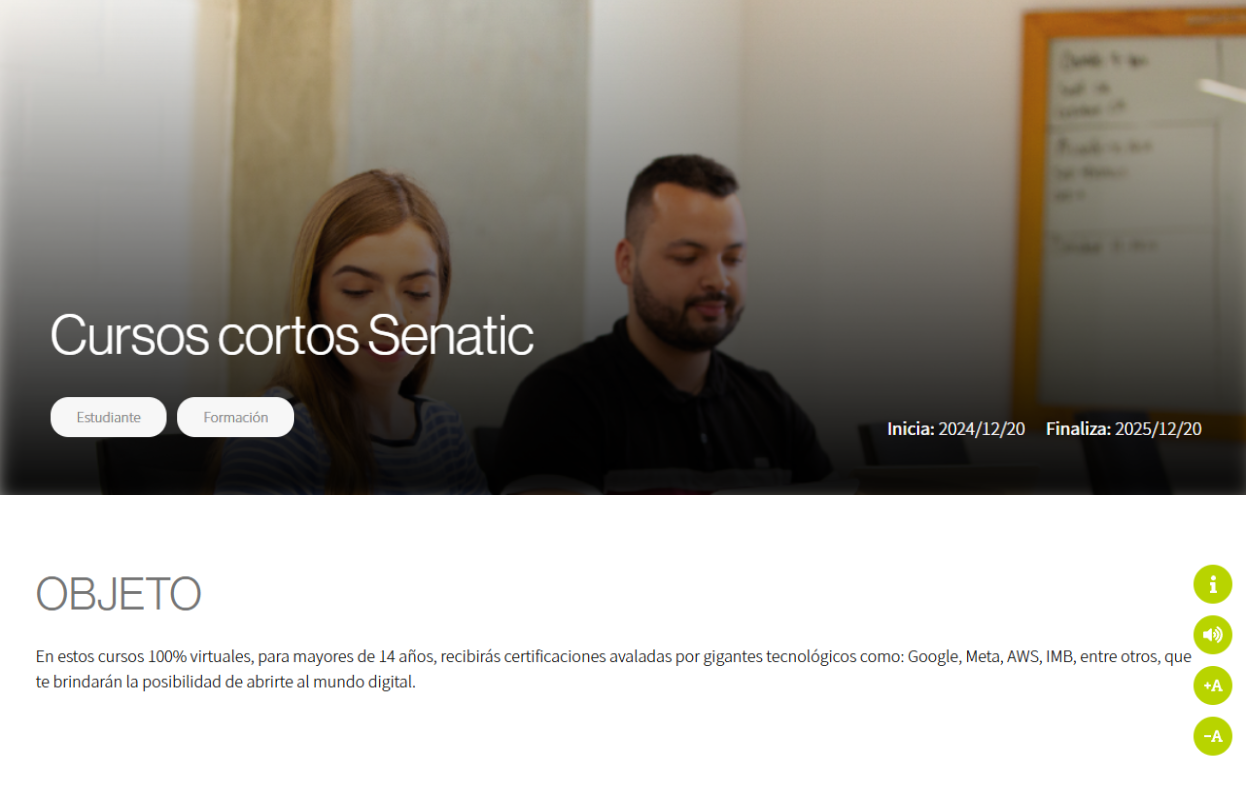 Cursos cortos Senatic
Estudiante Formación
Inicia: 2024/12/20 Finaliza: 2025/12/20
OBJETO
En estos cursos 100% virtuales, para mayores de 14 años, recibirás certificaciones avaladas por gigantes tecnológicos como: Google, Meta, AWS, IMB, entre otros, que
te brindarán la posibilidad de abrirte al mundo digital.
+A
-A